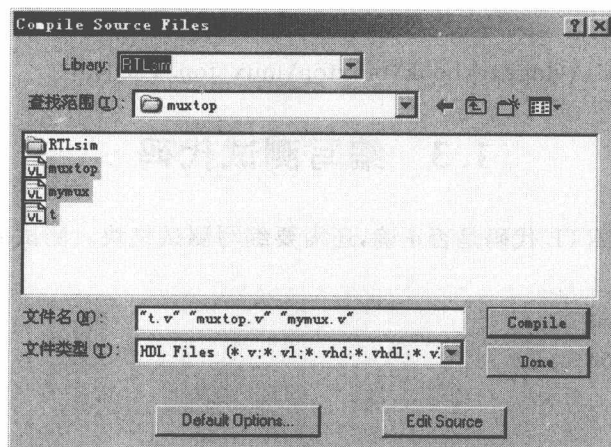 Compile Source Files
Library: RTLsim
查找范围(I): muxtop
RTLsim
muxtop
mymux
t
文件名(N): "t.v" "muxtop.v" "mymux.v"
Compile
文件类型(T): HDL Files (*.v;*.vl;*.vhd;*.vhdl;*.v
Done
Default Options...
Edit Source